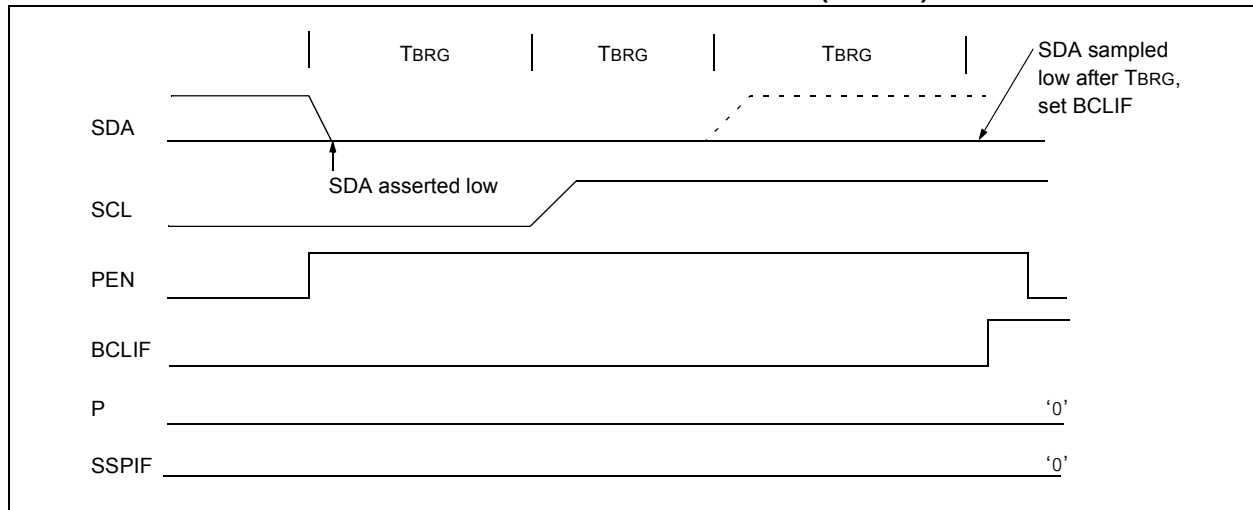 TBRG TBRG TBRG
SDA sampled
low after TBRG,
set BCLIF
SDA
SDA asserted low
SCL
PEN
BCLIF
P ‘0’
SSPIF ‘0’